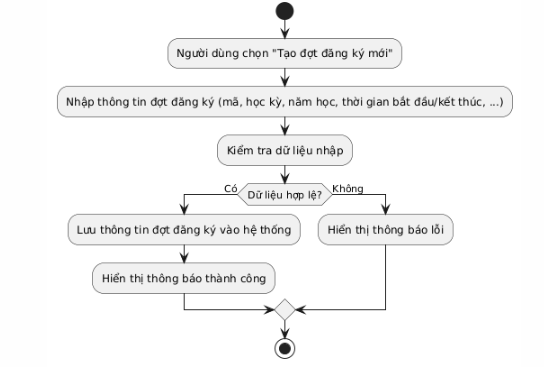 Người dùng chọn "Tạo đợt đăng ký mới"
Nhập thông tin đợt đăng ký (mã, học kỳ, năm học, thời gian bắt đầu/kết thúc, ...)
Kiểm tra dữ liệu nhập
Có
Dữ liệu hợp lệ?
Không
Lưu thông tin đợt đăng ký vào hệ thống
Hiển thị thông báo lỗi
Hiển thị thông báo thành công